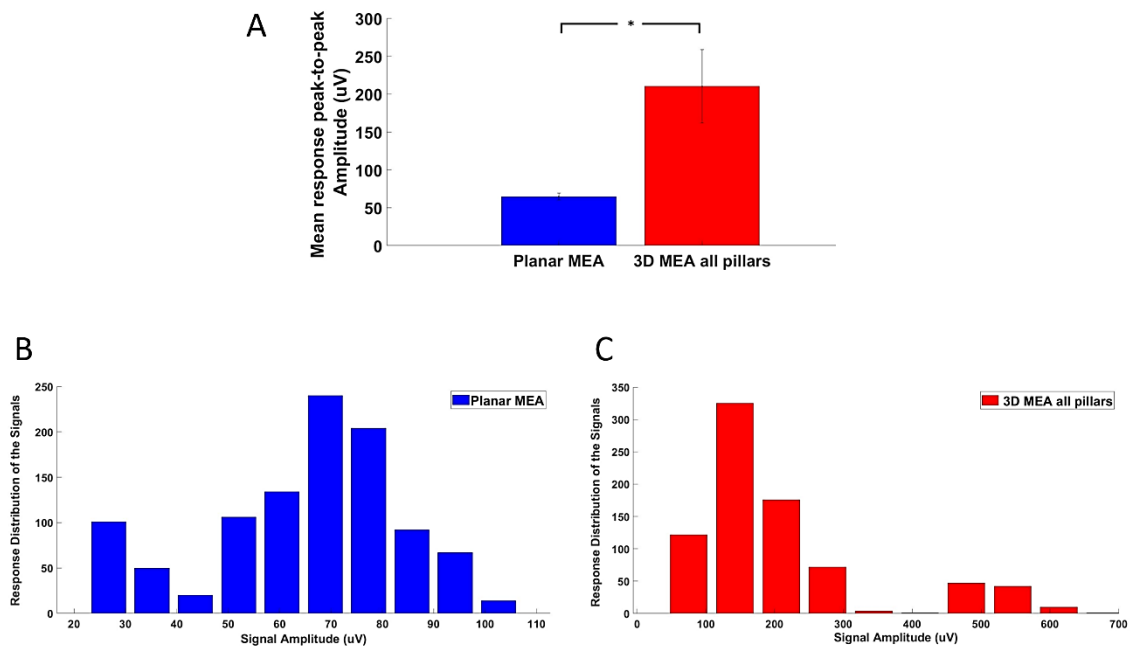 A
Mean response peak-to-peak
Amplitude (uV)
300
250
200
150
100
50
0
*
Planar MEA 3D MEA all pillars
B
Response Distribution of the Signals
250
200
150
100
50
0
Planar MEA
20 30 40 50 60 70 80 90 100 110
Signal Amplitude (uV)
C
Response Distribution of the Signals
350
300
250
200
150
100
50
0
3D MEA all pillars
0 100 200 300 400 500 600 700
Signal Amplitude (uV)